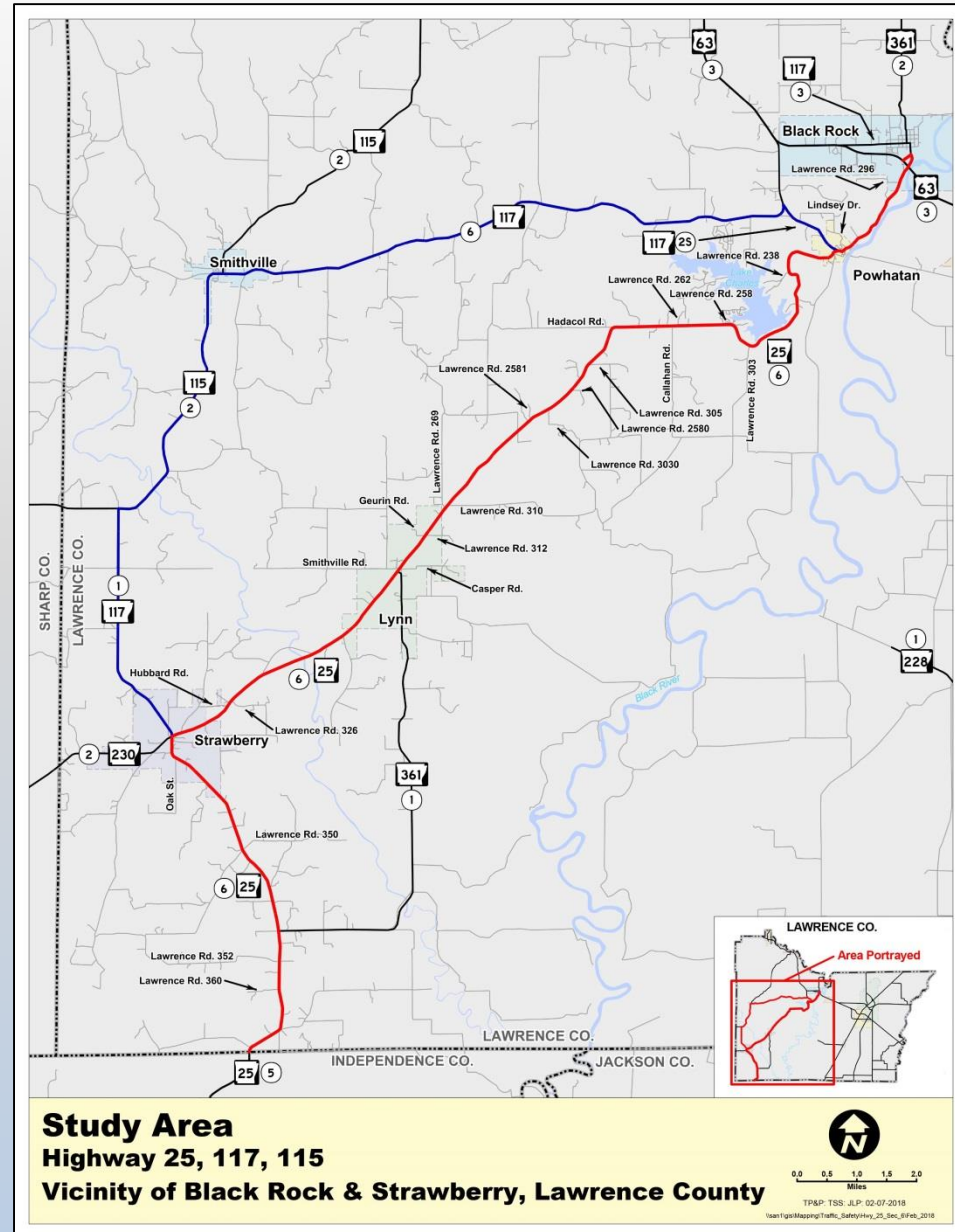 63
3
117
3
361
2
Black Rock
115
2
Lawrence Rd. 296
63
3
Lindsey Dr.
117
6
117
2S
Lawrence Rd. 238
Powhatan
Smithville
Lawrence Rd. 262
Lawrence Rd. 258
Hadacol Rd.
25
6
115
2
Lawrence Rd. 2581
Callahan Rd.
Lawrence Rd. 303
Lawrence Rd. 305
Lawrence Rd. 2580
Lawrence Rd. 269
Lawrence Rd. 3030
Geurin Rd.
Lawrence Rd. 310
Lawrence Rd. 312
Smithville Rd.
Casper Rd.
SHARP CO.
LAWRENCE CO.
1
117
Lynn
1
228
6
25
Hubbard Rd.
Black River
Lawrence Rd. 326
Strawberry
2
230
Oak St.
361
1
Lawrence Rd. 350
6
25
Lawrence Rd. 352
Lawrence Rd. 360
LAWRENCE CO.
Area Portrayed
LAWRENCE CO.
INDEPENDENCE CO.
JACKSON CO.
25
5
Study Area
Highway 25, 117, 115
Vicinity of Black Rock & Strawberry, Lawrence County
N
0.0 0.5 1.0 1.5 2.0
Miles
TP&P: TSS: JLP: 02-07-2018